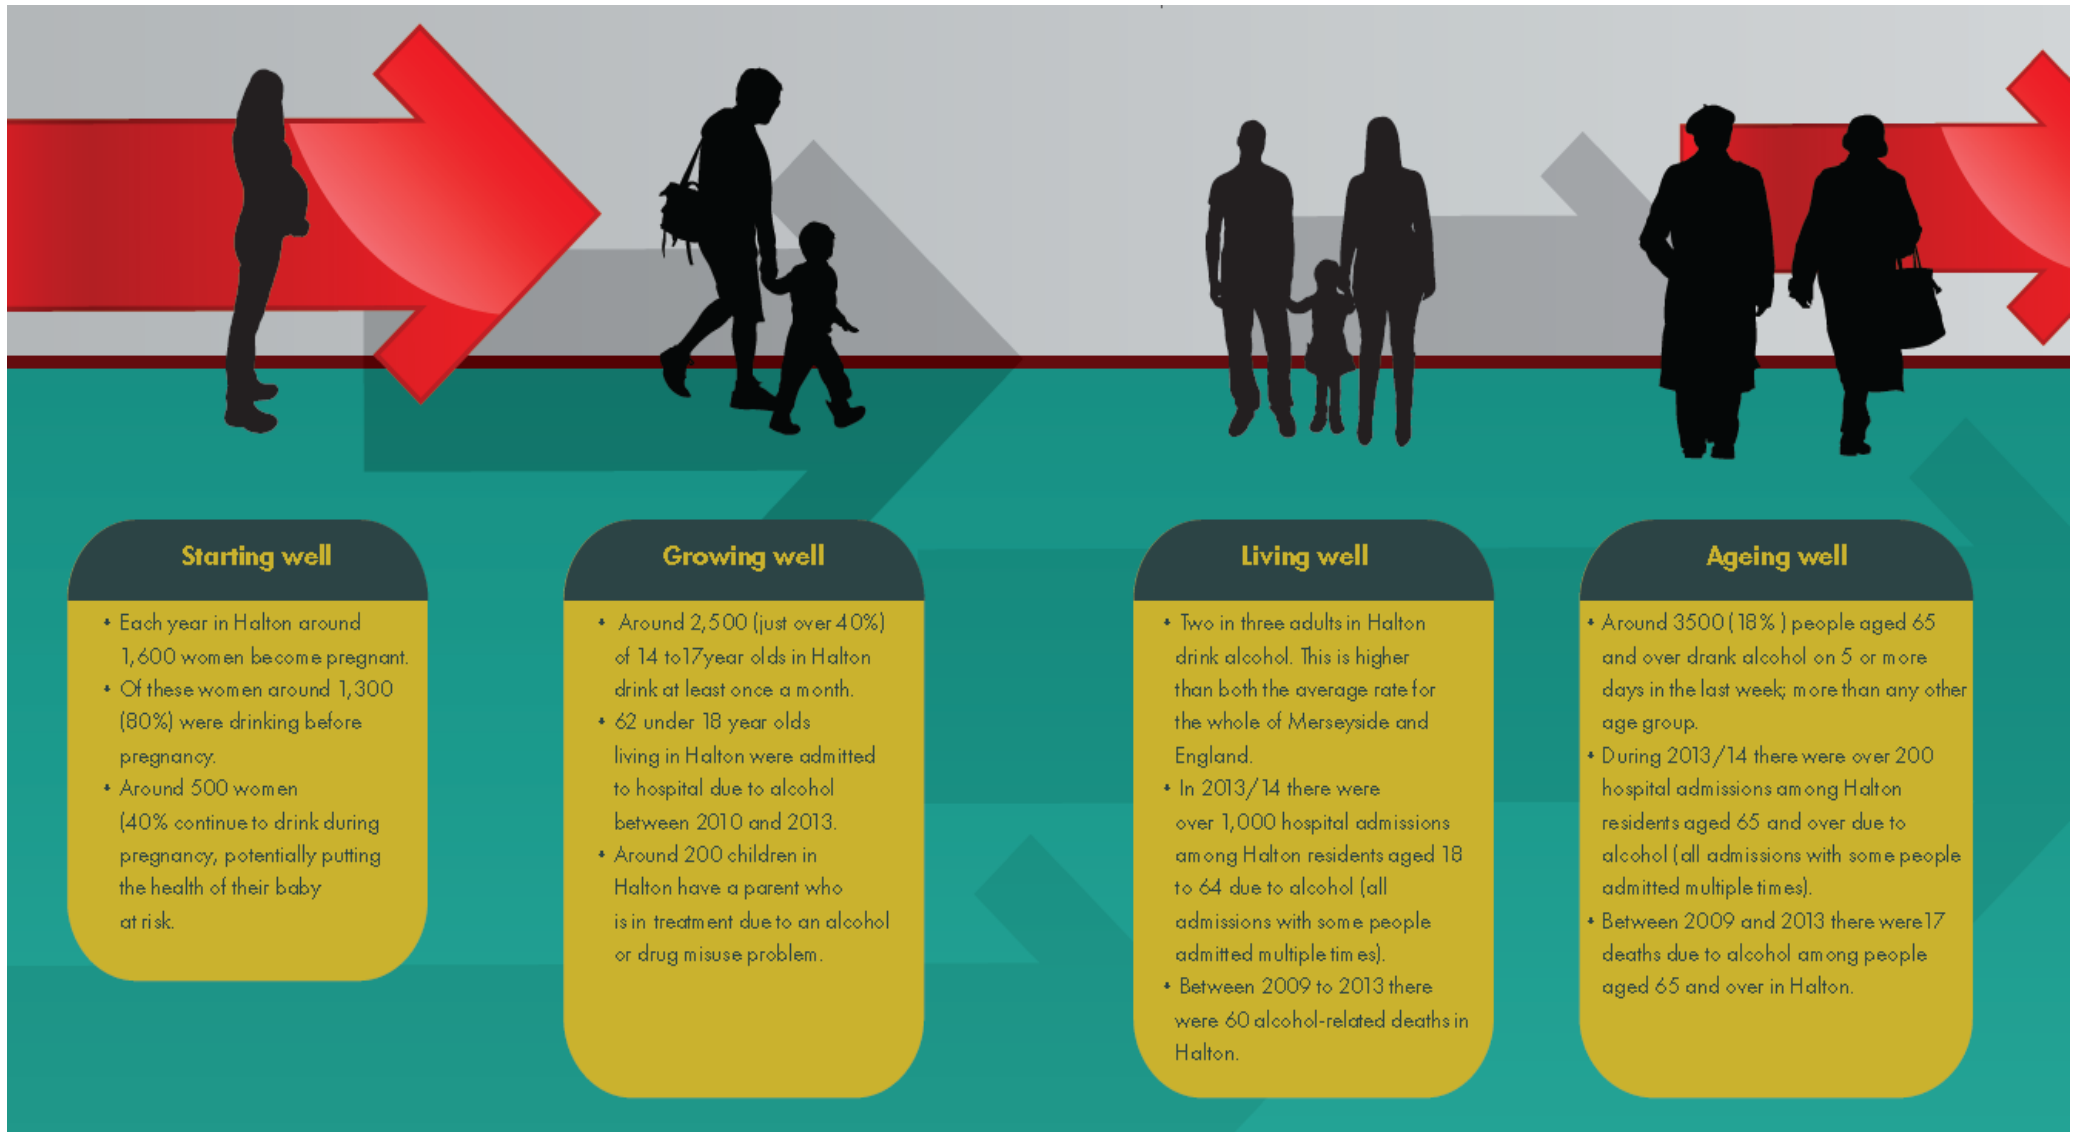 Starting well
• Each year in Halton around
1,600 women become pregnant.
• Of these women around 1,300
(80%) were drinking before
pregnancy.
• Around 500 women
(40% continue to drink during
pregnancy, potentially putting
the health of their baby
at risk.
Growing well
• Around 2,500 (just over 40%)
of 14 to17year olds in Halton
drink at least once a month.
• 62 under 18 year olds
living in Halton were admitted
to hospital due to alcohol
between 2010 and 2013.
• Around 200 children in
Halton have a parent who
is in treatment due to an alcohol
or drug misuse problem.
Living well
• Two in three adults in Halton
drink alcohol. This is higher
than both the average rate for
the whole of Merseyside and
England.
• In 2013/14 there were
over 1,000 hospital admissions
among Halton residents aged 18
to 64 due to alcohol (all
admissions with some people
admitted multiple times).
• Between 2009 to 2013 there
were 60 alcohol-related deaths in
Halton.
Ageing well
• Around 3500 (18% ) people aged 65
and over drank alcohol on 5 or more
days in the last week; more than any other
age group.
• During 2013/14 there were over 200
hospital admissions among Halton
residents aged 65 and over due to
alcohol (all admissions with some people
admitted multiple times).
• Between 2009 and 2013 there were17
deaths due to alcohol among people
aged 65 and over in Halton.